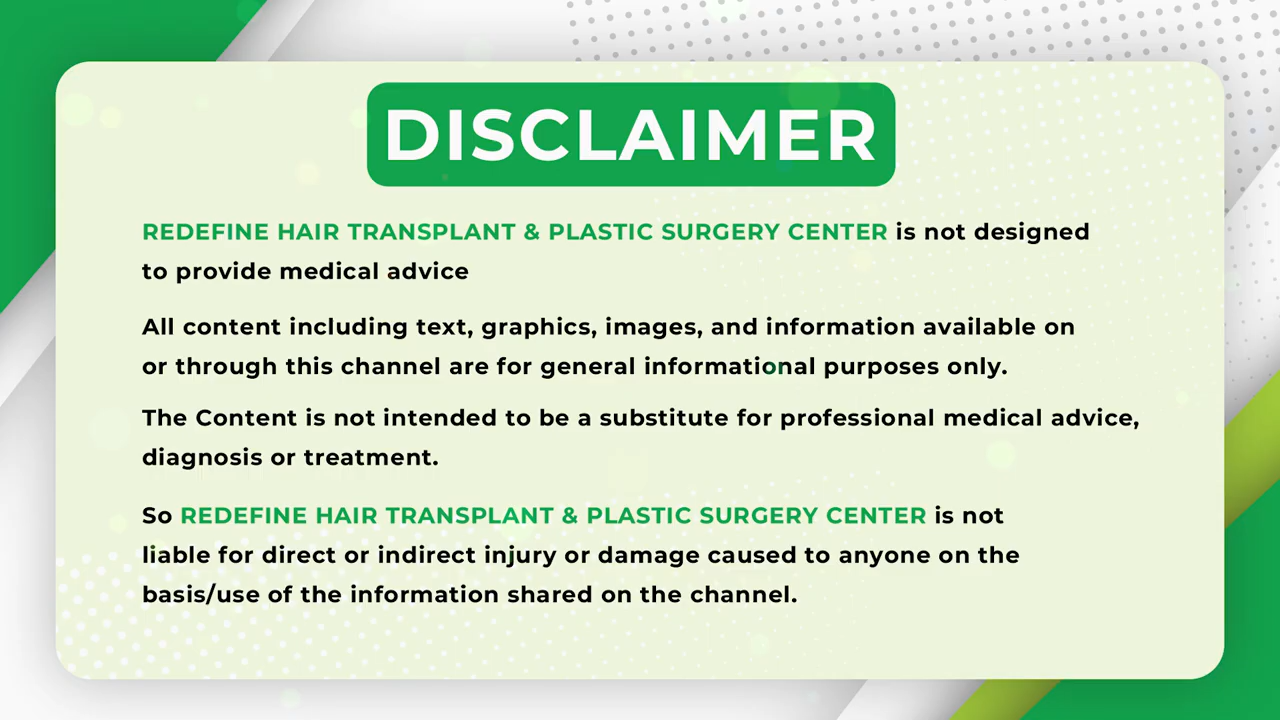 DISCLAIMER
REDEFINE HAIR TRANSPLANT & PLASTIC SURGERY CENTER is not designed
to provide medical advice
All content including text, graphics, images, and information available on
or through this channel are for general informational purposes only.
The Content is not intended to be a substitute for professional medical advice,
diagnosis or treatment.
So REDEFINE HAIR TRANSPLANT & PLASTIC SURGERY CENTER is not
liable for direct or indirect injury or damage caused to anyone on the
basis/use of the information shared on the channel.